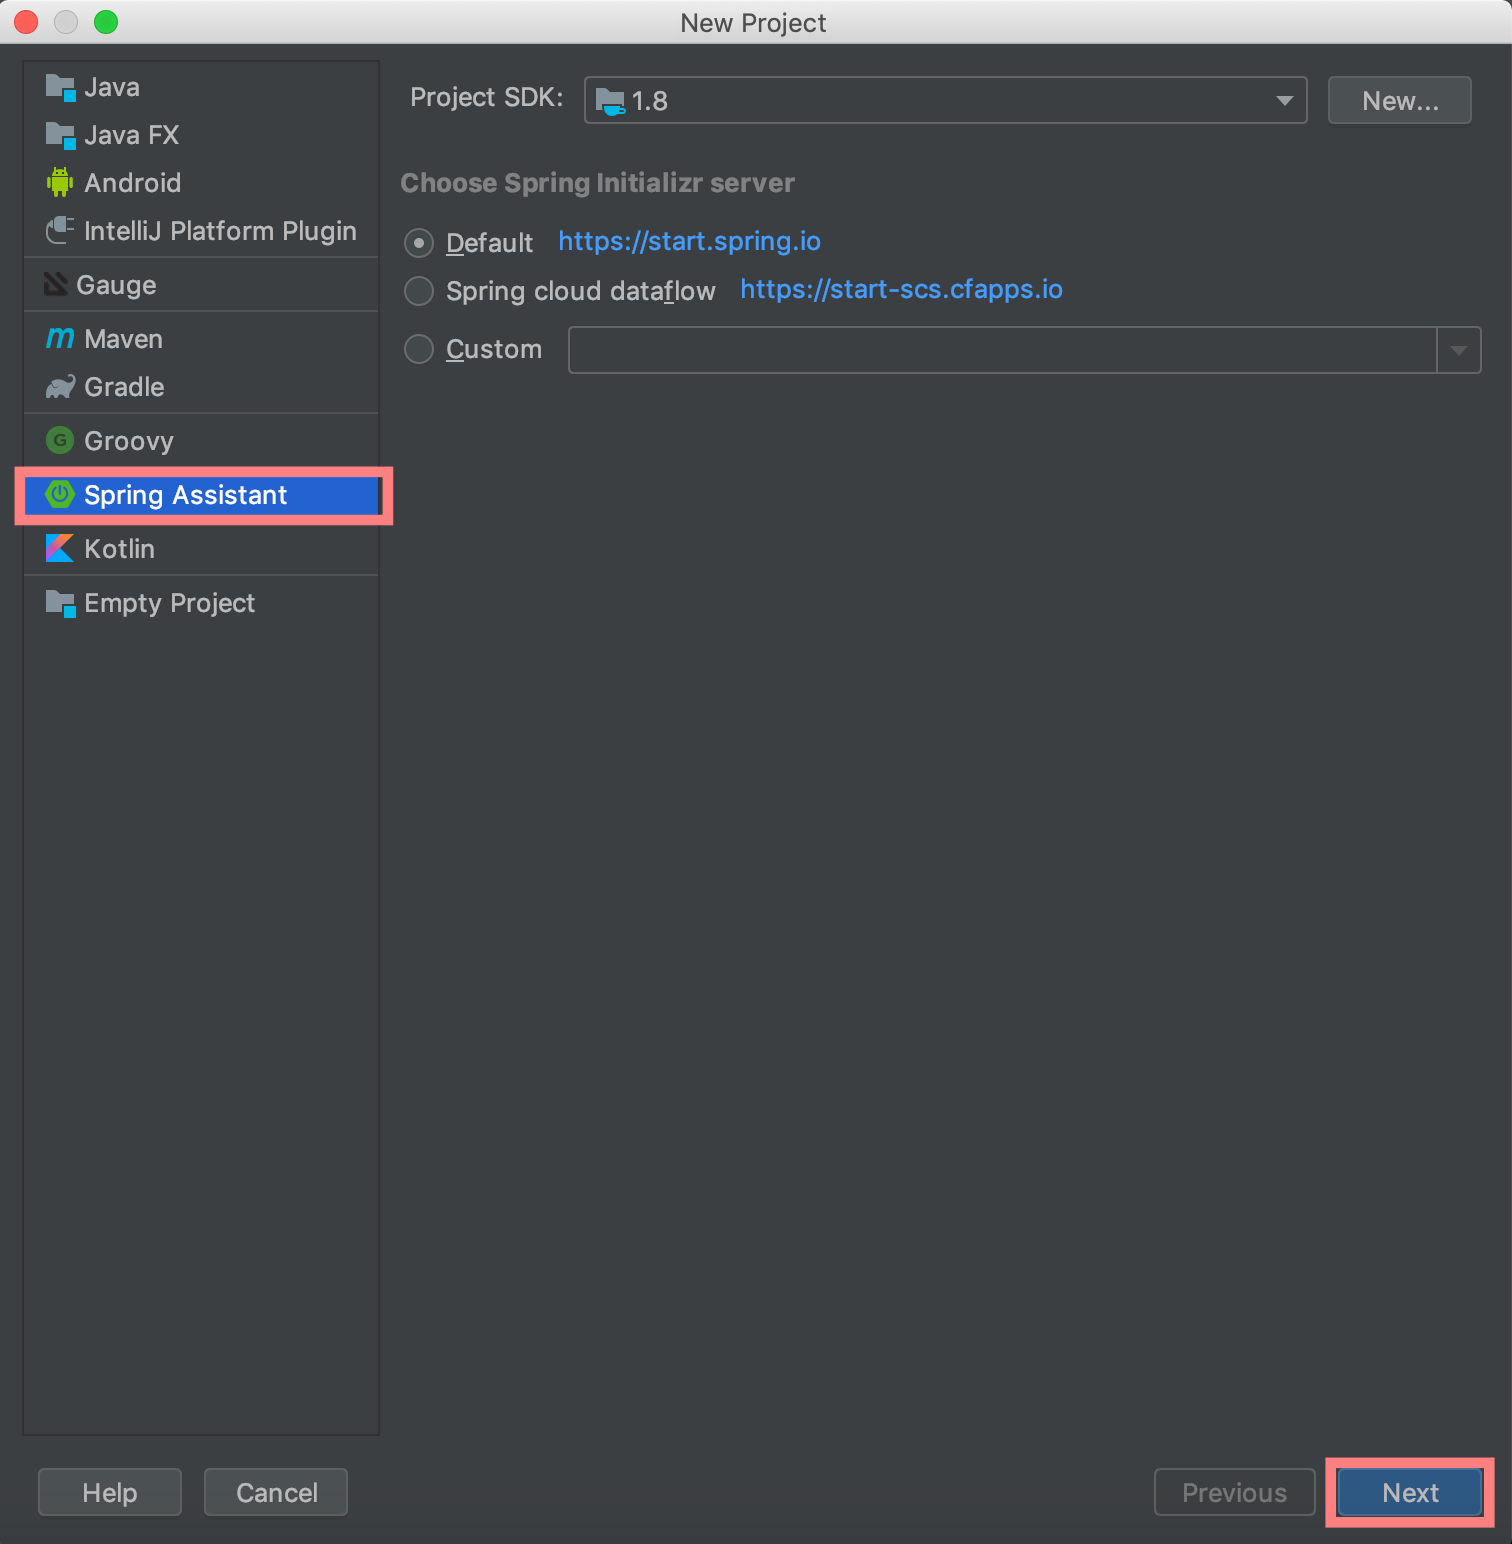 New Project
Java
Java FX
Android
IntelliJ Platform Plugin
Gauge
Maven
Gradle
Groovy
Spring Assistant
Kotlin
Empty Project
Project SDK: 1.8 New...
Choose Spring Initializr server
Default https://start.spring.io
Spring cloud dataflow https://start-scs.cfapps.io
Custom
Help Cancel Previous Next